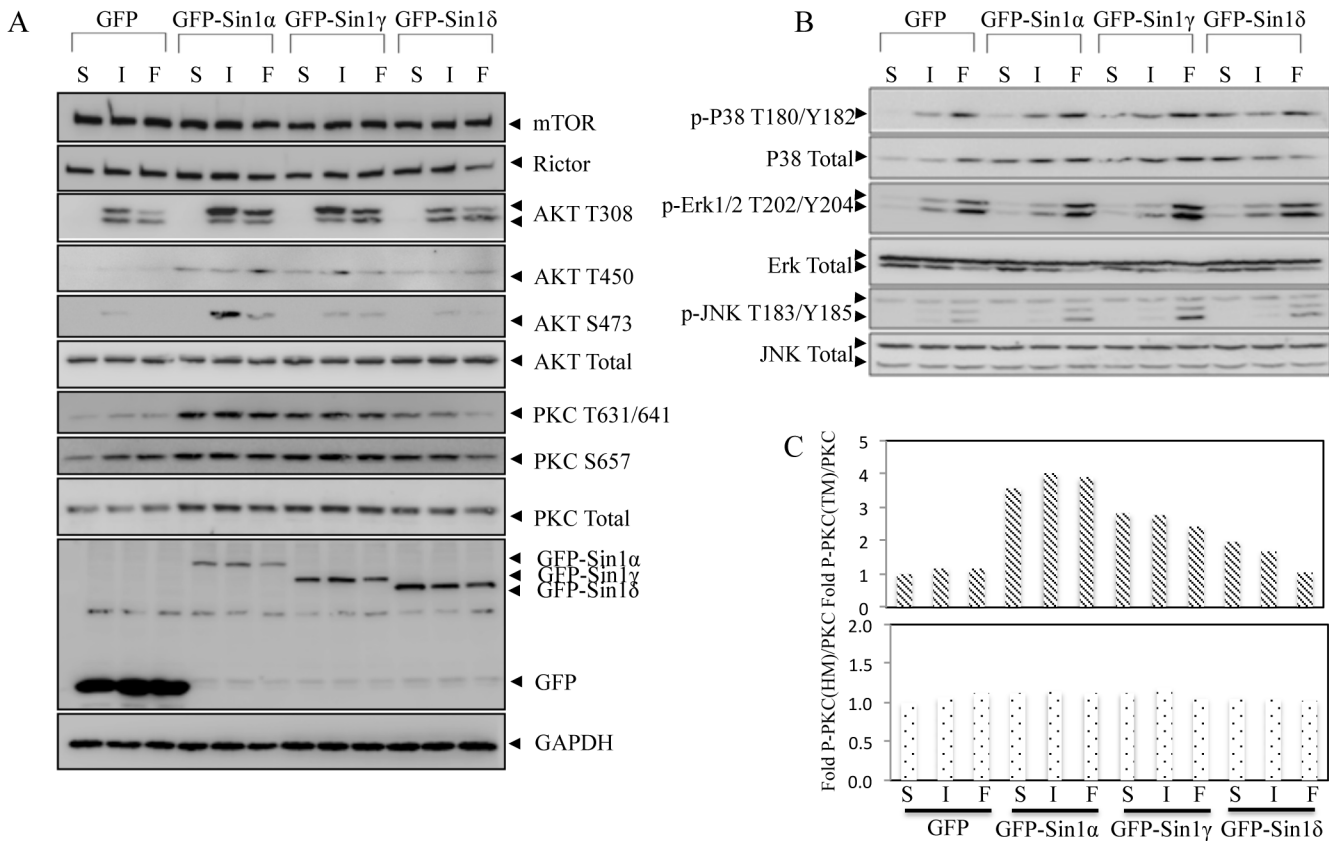 A
GFP GFP-Sin1α GFP-Sin1γ GFP-Sin1δ
S I F S I F S I F S I F
mTOR
Rictor
AKT T308
AKT T450
AKT S473
AKT Total
PKC T631/641
PKC S657
PKC Total
GFP-Sin1α
GFP-Sin1γ
GFP-Sin1δ
GFP
GAPDH
B
GFP GFP-Sin1α GFP-Sin1γ GFP-Sin1δ
S I F S I F S I F S I F
p-P38 T180/Y182
P38 Total
p-Erk1/2 T202/Y204
Erk Total
p-JNK T183/Y185
JNK Total
C
Fold P-PKC(TM)/PKC
5
4
3
2
1
0
Fold P-PKC(HM)/PKC
2.0
1.5
1.0
0.5
0.0
S I F S I F S I F S I F
GFP GFP-Sin1α GFP-Sin1γ GFP-Sin1δ